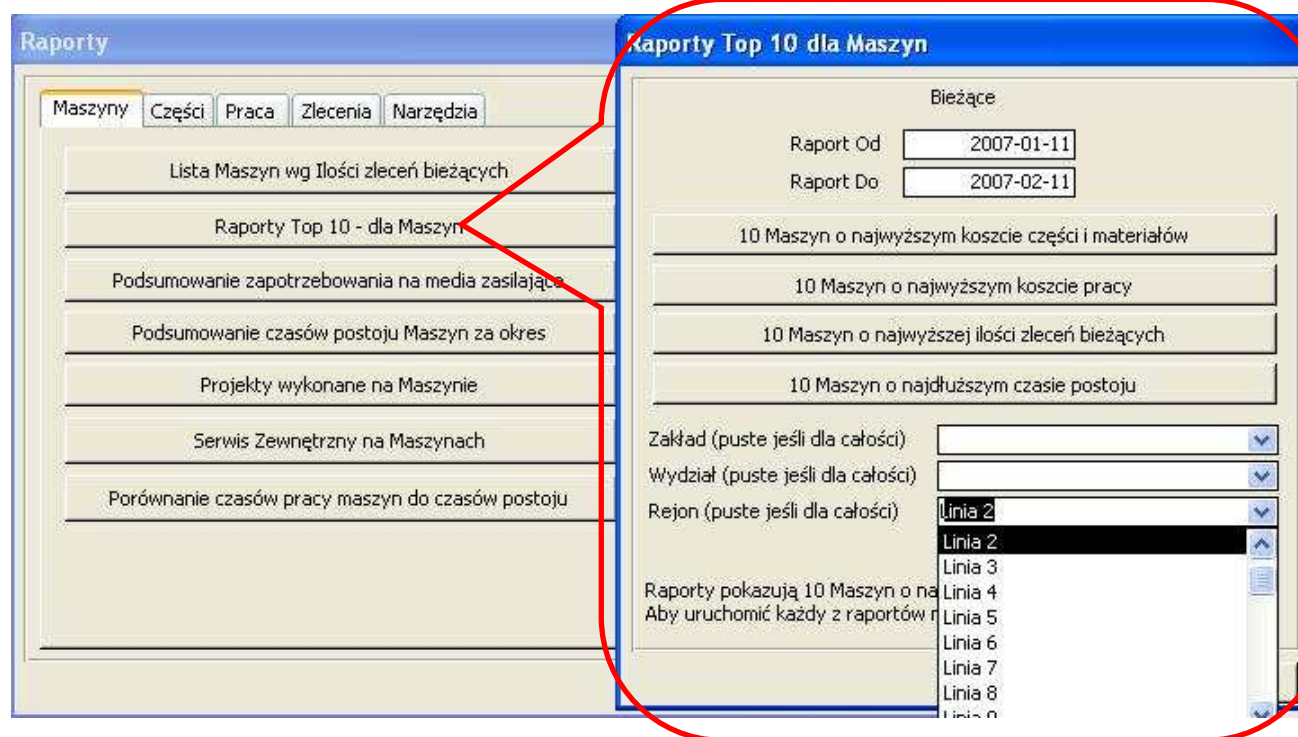 Raporty
Maszyny
Części
Praca
Zlecenia
Narzędzia
Lista Maszyn wg Ilości zleceń bieżących
Raporty Top 10 - dla Maszyn
Podsumowanie zapotrzebowania na media zasilające
Podsumowanie czasów postoju Maszyn za okres
Projekty wykonane na Maszynie
Serwis Zewnętrzny na Maszynach
Porównanie czasów pracy maszyn do czasów postoju
Raporty Top 10 dla Maszyn
Bieżące
Raport Od 2007-01-11
Raport Do 2007-02-11
10 Maszyn o najwyższym koszcie części i materiałów
10 Maszyn o najwyższym koszcie pracy
10 Maszyn o najwyższej ilości zleceń bieżących
10 Maszyn o najdłuższym czasie postoju
Zakład (puste jeśli dla całości)
Wydział (puste jeśli dla całości)
Rejon (puste jeśli dla całości) Linia 2
Linia 2
Linia 3
Linia 4
Linia 5
Linia 6
Linia 7
Linia 8
Raporty pokazują 10 Maszyn o
Aby uruchomić każdy z raportów